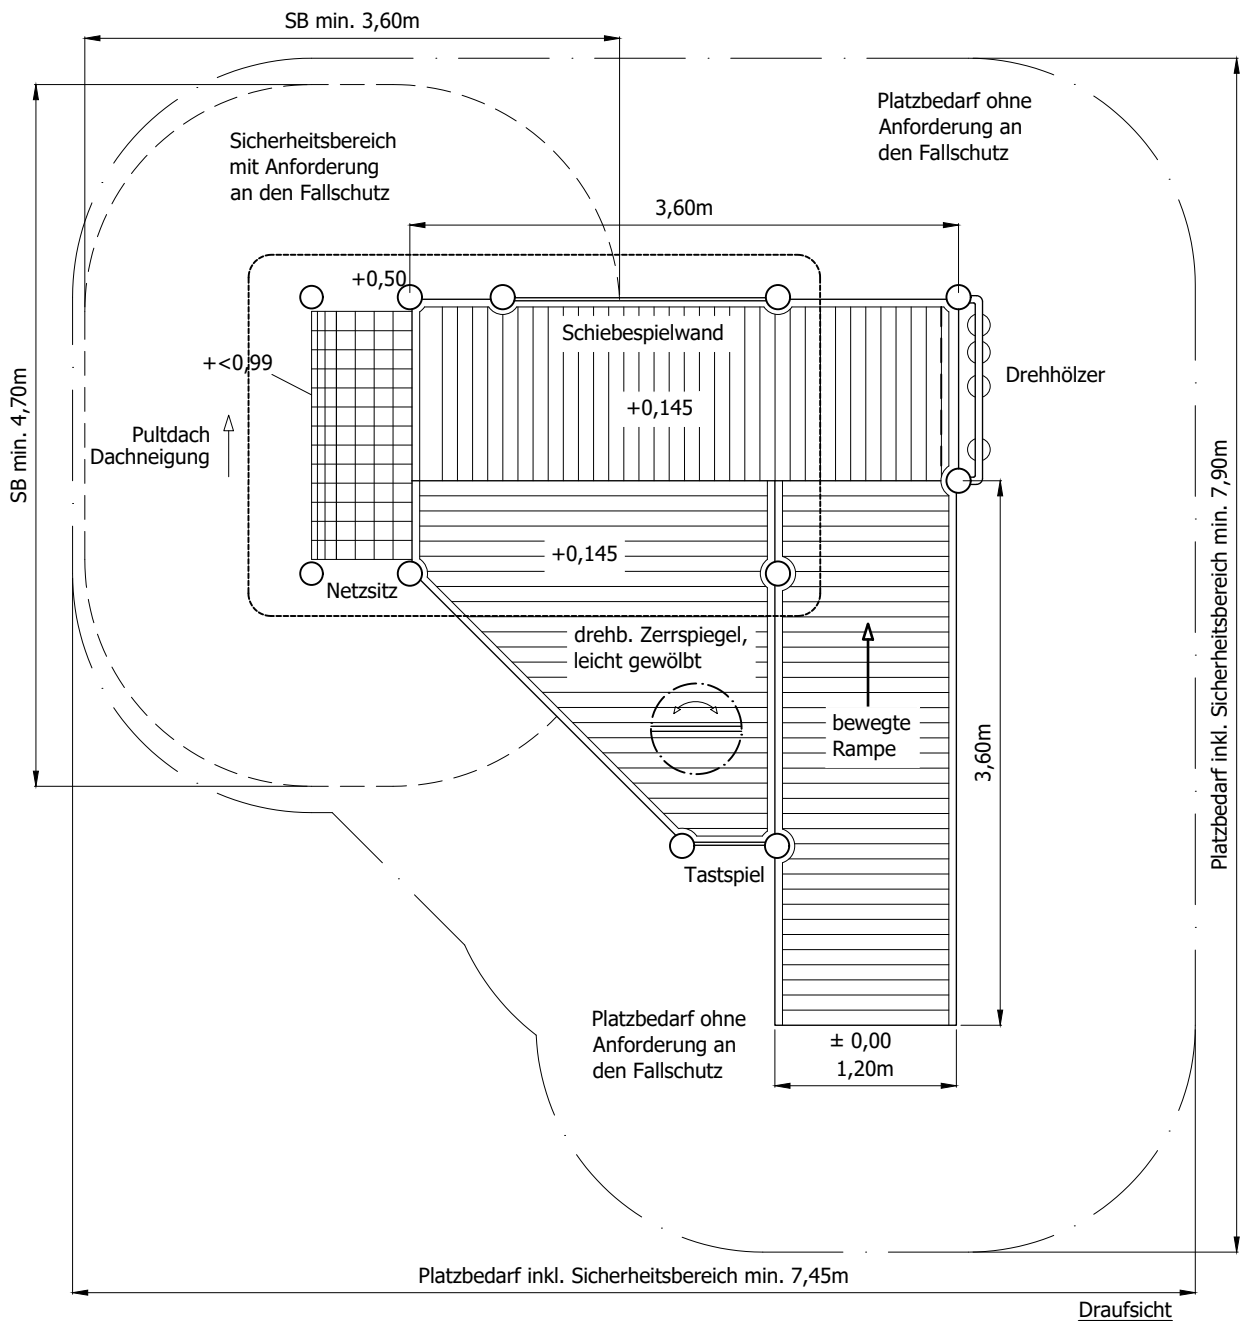 SB min. 3,60m
Platzbedarf ohne
Anforderung an
den Fallschutz
Sicherheitsbereich
mit Anforderung
an den Fallschutz
3,60m
+0,50
Schiebespielwand
+<0,99
Drehhölzer
+0,145
SB min. 4,70m
Pultdach
Dachneigung
Platzbedarf inkl. Sicherheitsbereich min. 7,90m
+0,145
Netzsitz
drehb. Zerrspiegel,
leicht gewölbt
bewegte
Rampe
3,60m
Tastspiel
Platzbedarf ohne
Anforderung an
den Fallschutz
± 0,00
1,20m
Platzbedarf inkl. Sicherheitsbereich min. 7,45m
Draufsicht